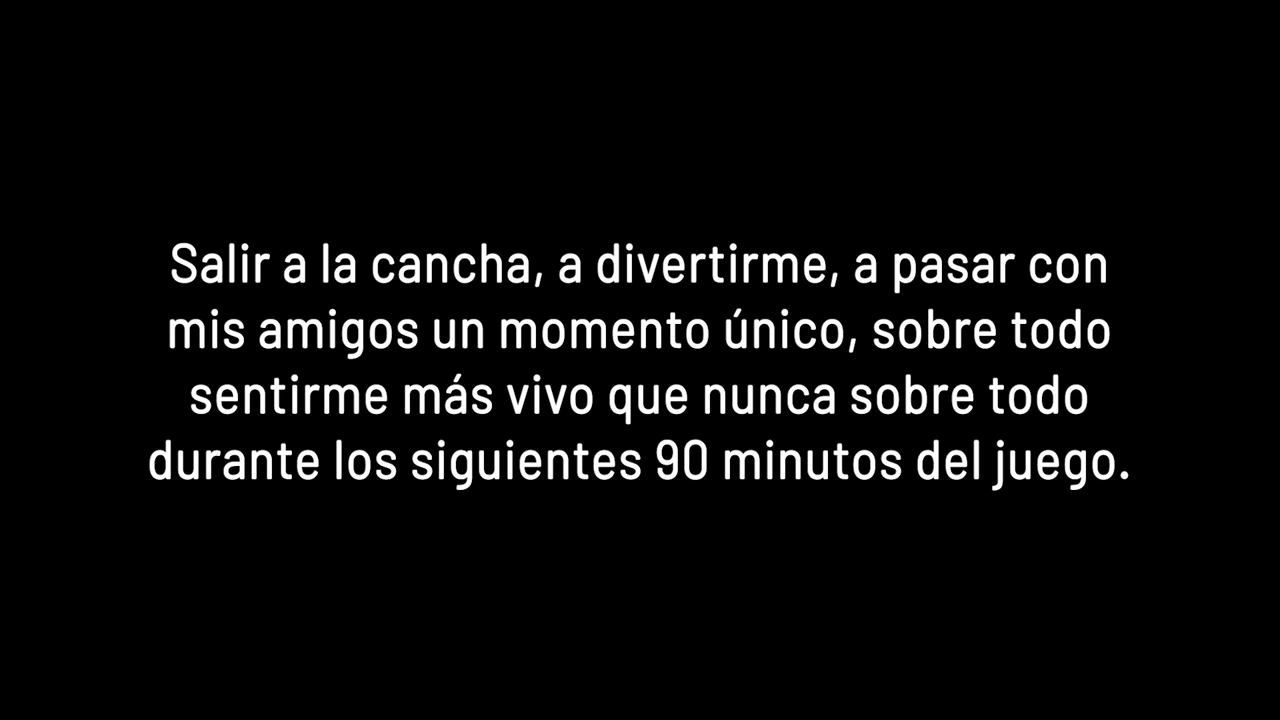 Salir a la cancha, a divertirme, a pasar con
mis amigos un momento único, sobre todo
sentirme más vivo que nunca sobre todo
durante los siguientes 90 minutos del juego.